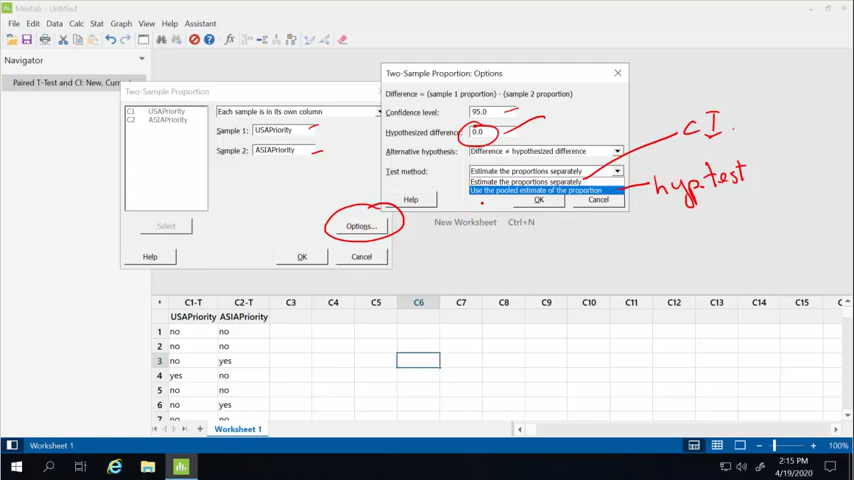 Minitab - Untitled
File Edit Data Calc Stat Graph View Help Assistant
Navigator
Paired T-Test and CI: New, Current
Two-Sample Proportion
C1 USAPriority
C2 ASIAPriority
Each sample is in its own column
Sample 1: USAPriority
Sample 2: ASIAPriority
Select
Options...
Help OK Cancel
Two-Sample Proportion: Options
Difference = (sample 1 proportion) - (sample 2 proportion)
Confidence level: 95.0
Hypothesized difference: 0.0
Alternative hypothesis: Difference ≠ hypothesized difference
Test method: Estimate the proportions separately
Estimate the proportions separately
Use the pooled estimate of the proportion
Help OK Cancel
CI.
hyp test
New Worksheet Ctrl+N
C1-T C2-T C3 C4 C5 C6 C7 C8 C9 C10 C11 C12 C13 C14 C15
USAPriority ASIAPriority
1 no no
2 no no
3 no yes
4 yes no
5 no no
6 no yes
7 no no
Worksheet 1
Worksheet 1 100%
2:15 PM
4/19/2020